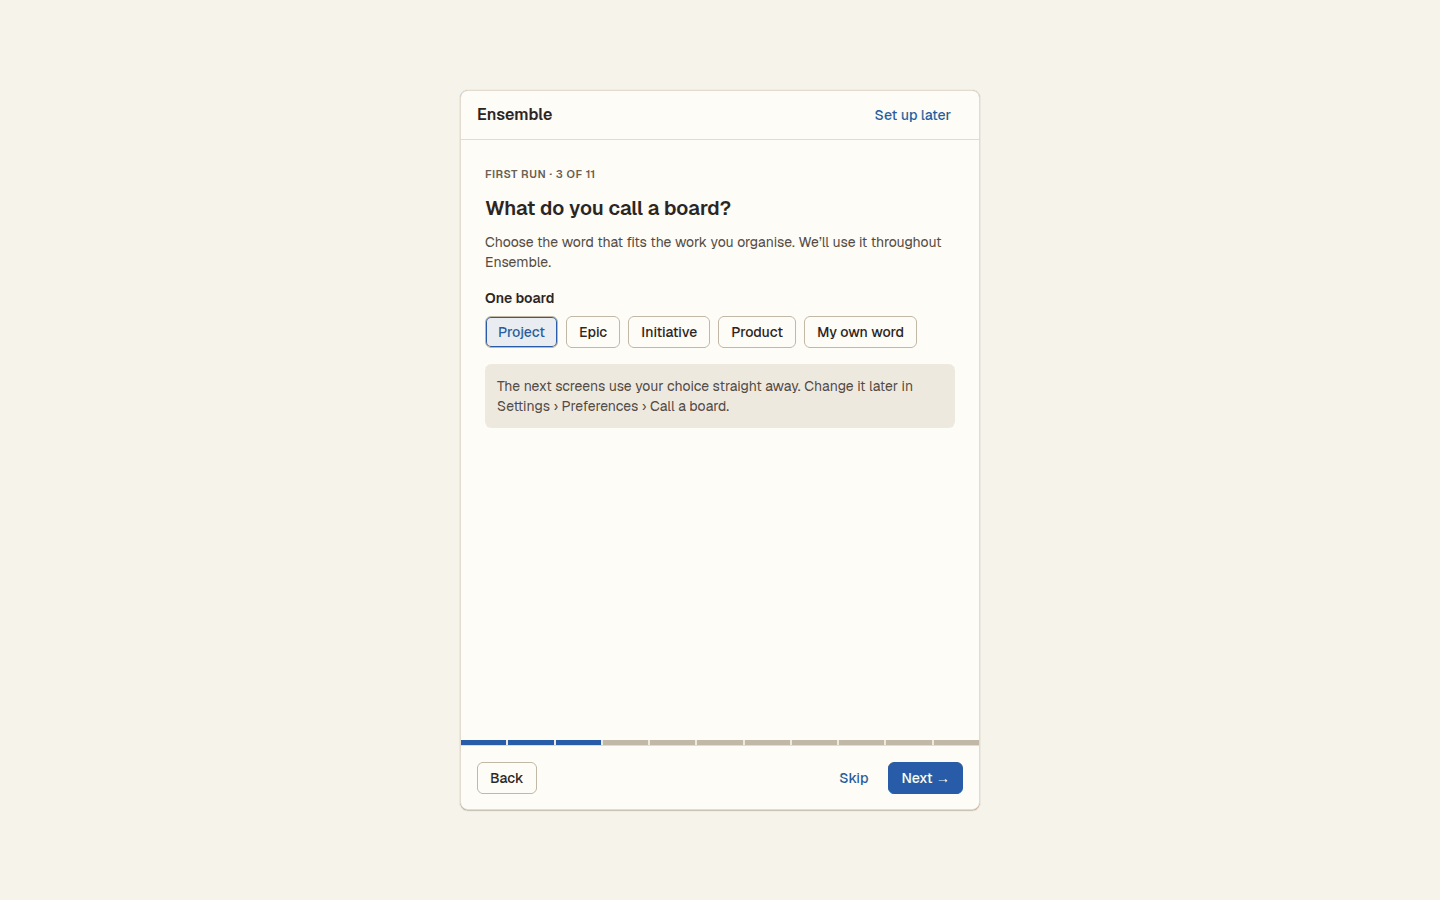 Ensemble
Set up later
FIRST RUN · 3 OF 11
What do you call a board?
Choose the word that fits the work you organise. We’ll use it throughout
Ensemble.
One board
Project
Epic
Initiative
Product
My own word
The next screens use your choice straight away. Change it later in
Settings › Preferences › Call a board.
Back
Skip
Next →